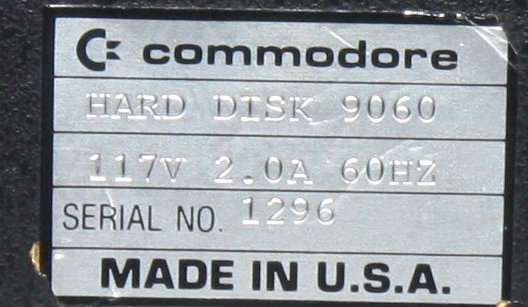 commodore
HARD DISK 9060
117V 2.0A 60HZ
SERIAL NO. 1296
MADE IN U.S.A.